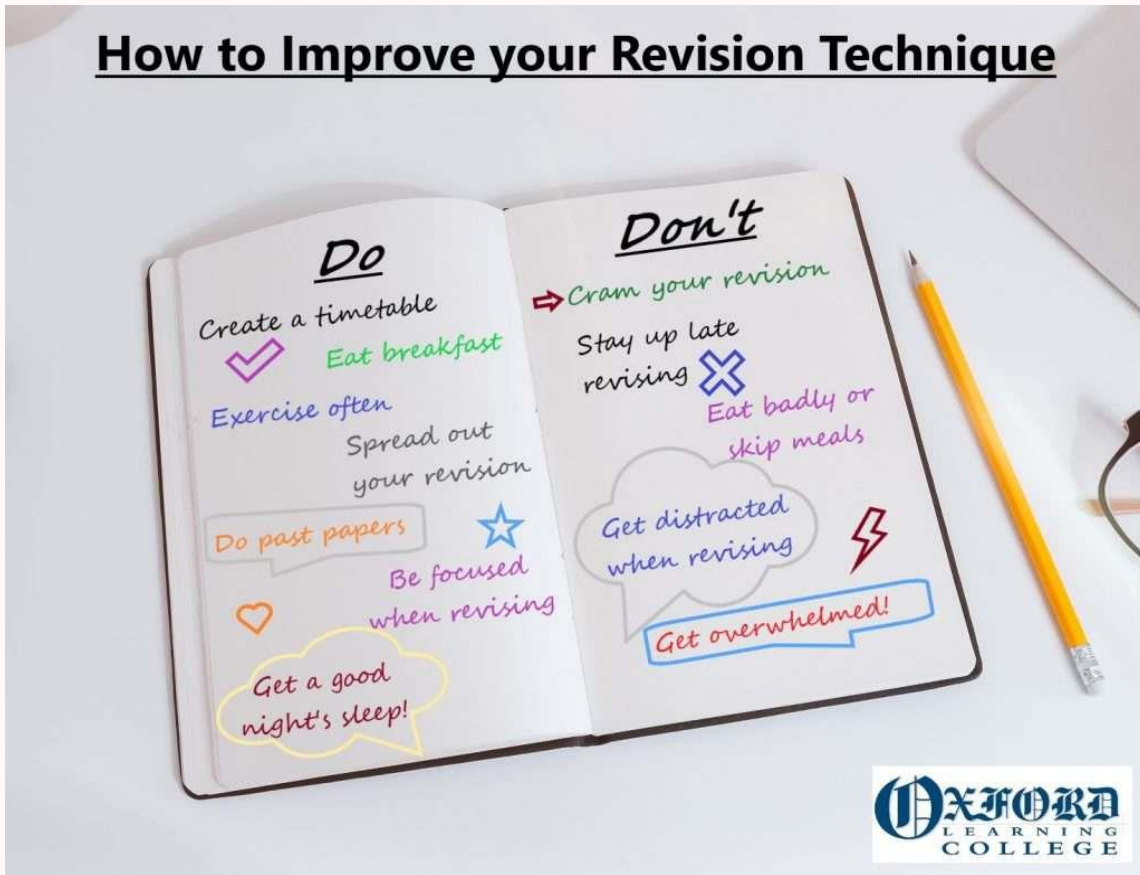 How to Improve your Revision Technique
Do
Create a timetable
Eat breakfast
Exercise often
Spread out
your revision
Do past papers
Be focused
when revising
Get a good
night's sleep!
Don't
Cram your revision
Stay up late
revising
Eat badly or
skip meals
Get distracted
when revising
Get overwhelmed!
OXFORD
LEARNING
COLLEGE